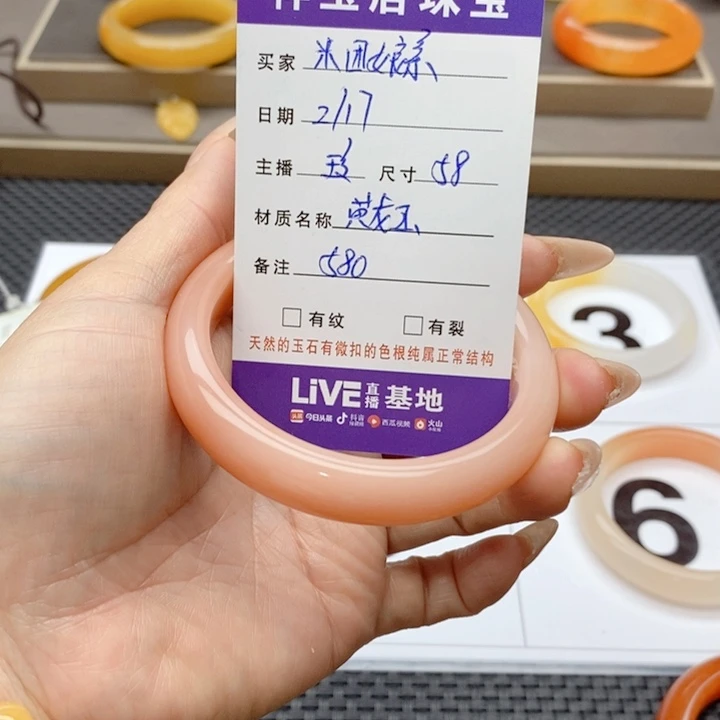 买家 米团
日期 2/17
主播 尺寸 58
材质名称 黄龙玉
备注 580
□有纹 □有裂
天然的玉石有微扣的色根纯属正常结构
LiVE 直播 基地
头条 今日头条 抖音 西瓜视频 火山
3
6